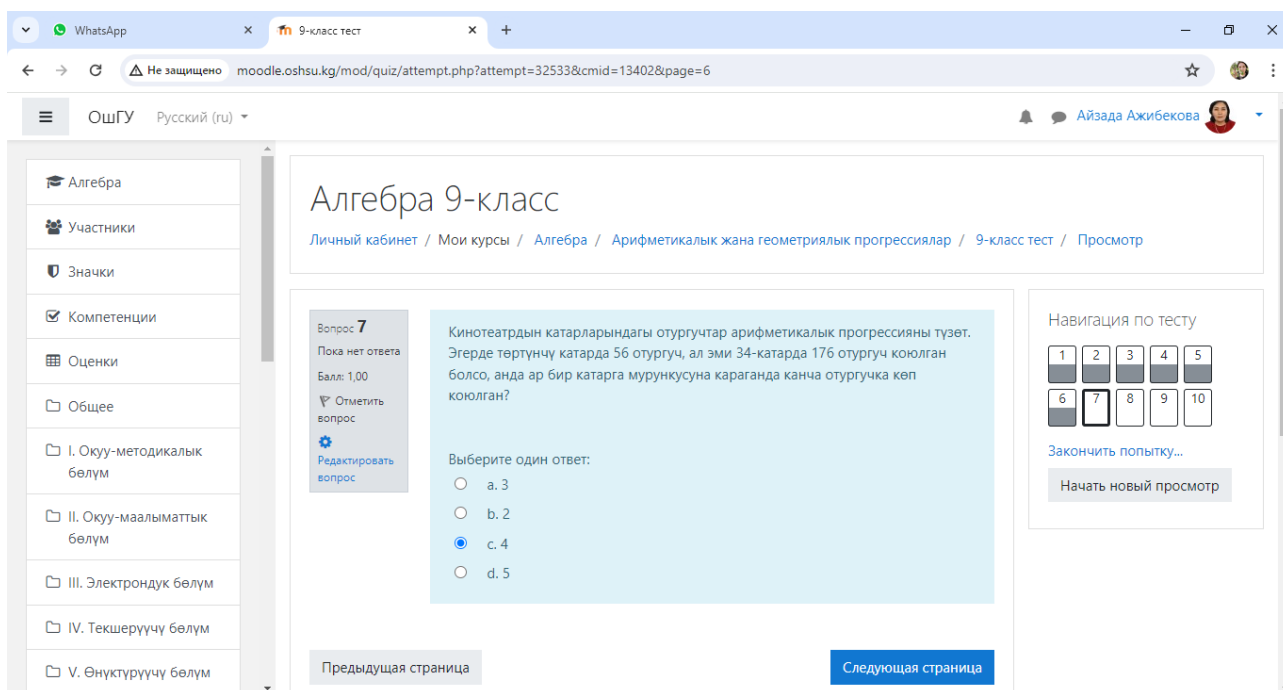 WhatsApp
9-класс тест
Не защищено
moodle.oshsu.kg/mod/quiz/attempt.php?attempt=32533&cmid=13402&page=6
ОшГУ
Русский (ru)
Айзада Ажибекова
Алгебра
Участники
Значки
Компетенции
Оценки
Общее
I. Окуу-методикалык
бөлүм
II. Окуу-маалыматтык
бөлүм
III. Электрондук бөлүм
IV. Текшерүүчү бөлүм
V. Өнүктүрүүчү бөлүм
Алгебра 9-класс
Личный кабинет / Мои курсы / Алгебра / Арифметикалык жана геометриялык прогрессиялар / 9-класс тест / Просмотр
Вопрос 7
Пока нет ответа
Балл: 1,00
Отметить
вопрос
Редактировать
вопрос
Кинотеатрдын катарларындагы отургучтар арифметикалык прогрессияны түзөт.
Эгерде төртүнчү катарда 56 отургуч, ал эми 34-катарда 176 отургуч коюлган
болсо, анда ар бир катарга мурункусуна караганда канча отургучка көп
коюлган?
Выберите один ответ:
a. 3
b. 2
c. 4
d. 5
Предыдущая страница
Следующая страница
Навигация по тесту
1 2 3 4 5
6 7 8 9 10
Закончить попытку...
Начать новый просмотр